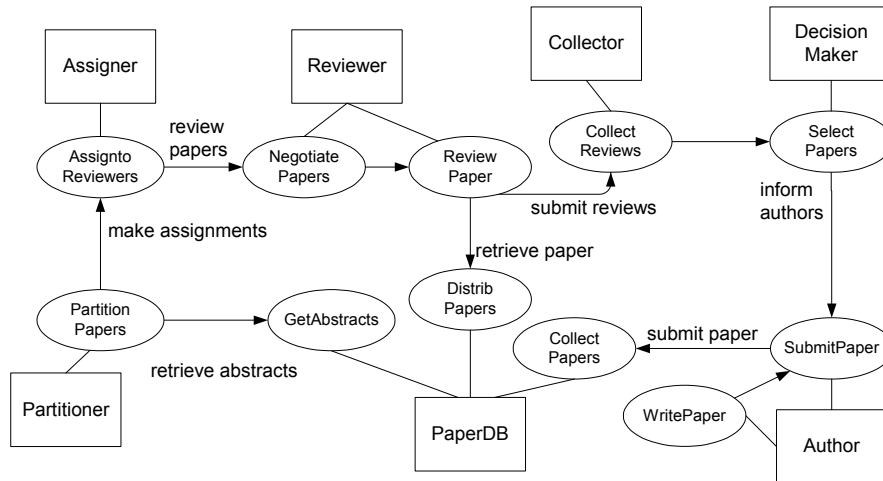 Collector
Decision
Maker
Assigner
Reviewer
review
papers
Collect
Reviews
Select
Papers
Assignto
Reviewers
Negotiate
Papers
Review
Paper
inform
authors
submit reviews
make assignments
retrieve paper
Distrib
Papers
Partition
Papers
GetAbstracts
submit paper
Collect
Papers
SubmitPaper
retrieve abstracts
Partitioner
WritePaper
PaperDB
Author